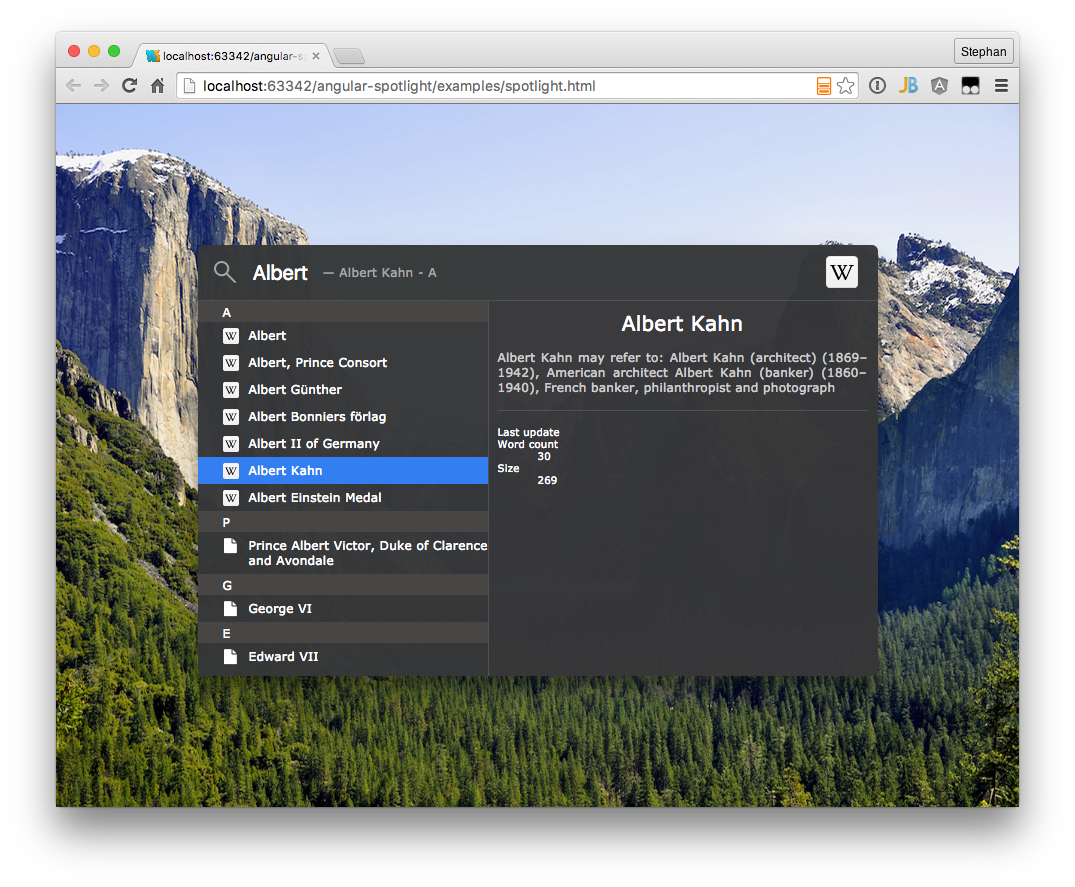 localhost:63342/angular-s
Stephan
localhost:63342/angular-spotlight/examples/spotlight.html
JB
A
Albert — Albert Kahn - A
W
A
W Albert
W Albert, Prince Consort
W Albert Günther
W Albert Bonniers förlag
W Albert II of Germany
W Albert Kahn
W Albert Einstein Medal
P
Prince Albert Victor, Duke of Clarence
and Avondale
G
George VI
E
Edward VII
Albert Kahn
Albert Kahn may refer to: Albert Kahn (architect) (1869–
1942), American architect Albert Kahn (banker) (1860–
1940), French banker, philanthropist and photograph
Last update
Word count
30
Size
269